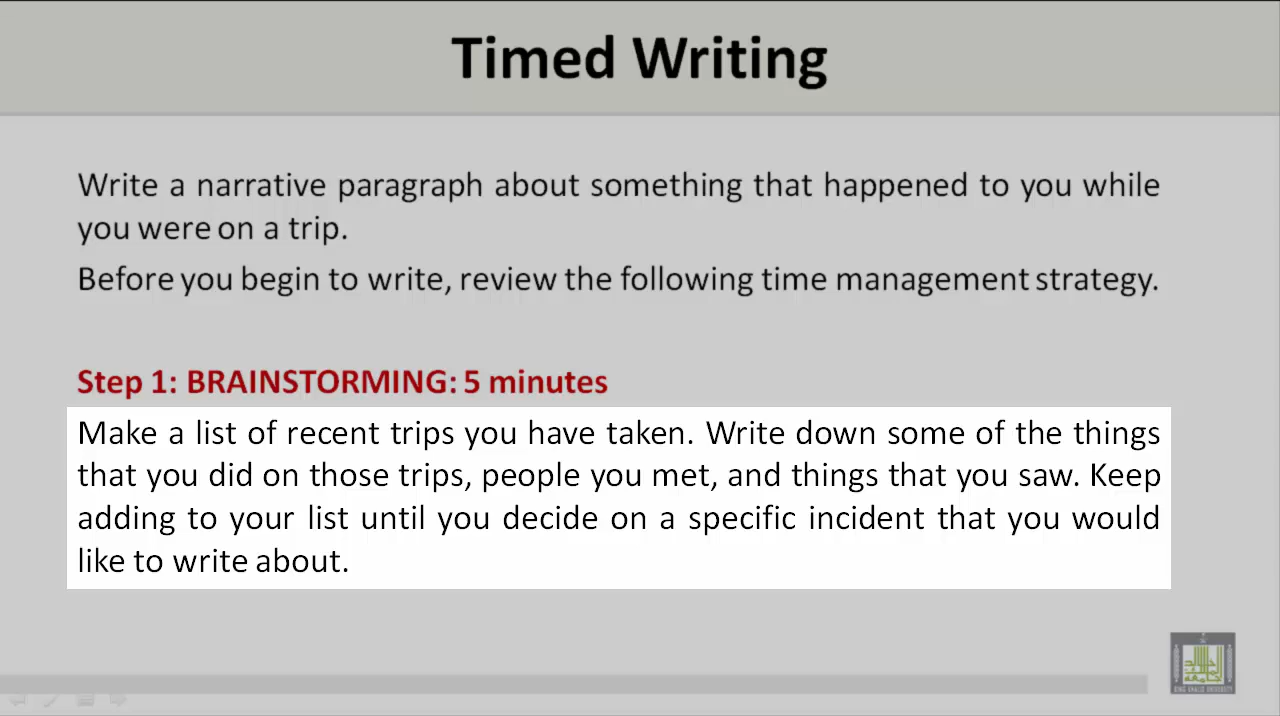 Timed Writing
Write a narrative paragraph about something that happened to you while
you were on a trip.
Before you begin to write, review the following time management strategy.
Step 1: BRAINSTORMING: 5 minutes
Make a list of recent trips you have taken. Write down some of the things
that you did on those trips, people you met, and things that you saw. Keep
adding to your list until you decide on a specific incident that you would
like to write about.
KING KHALID UNIVERSITY